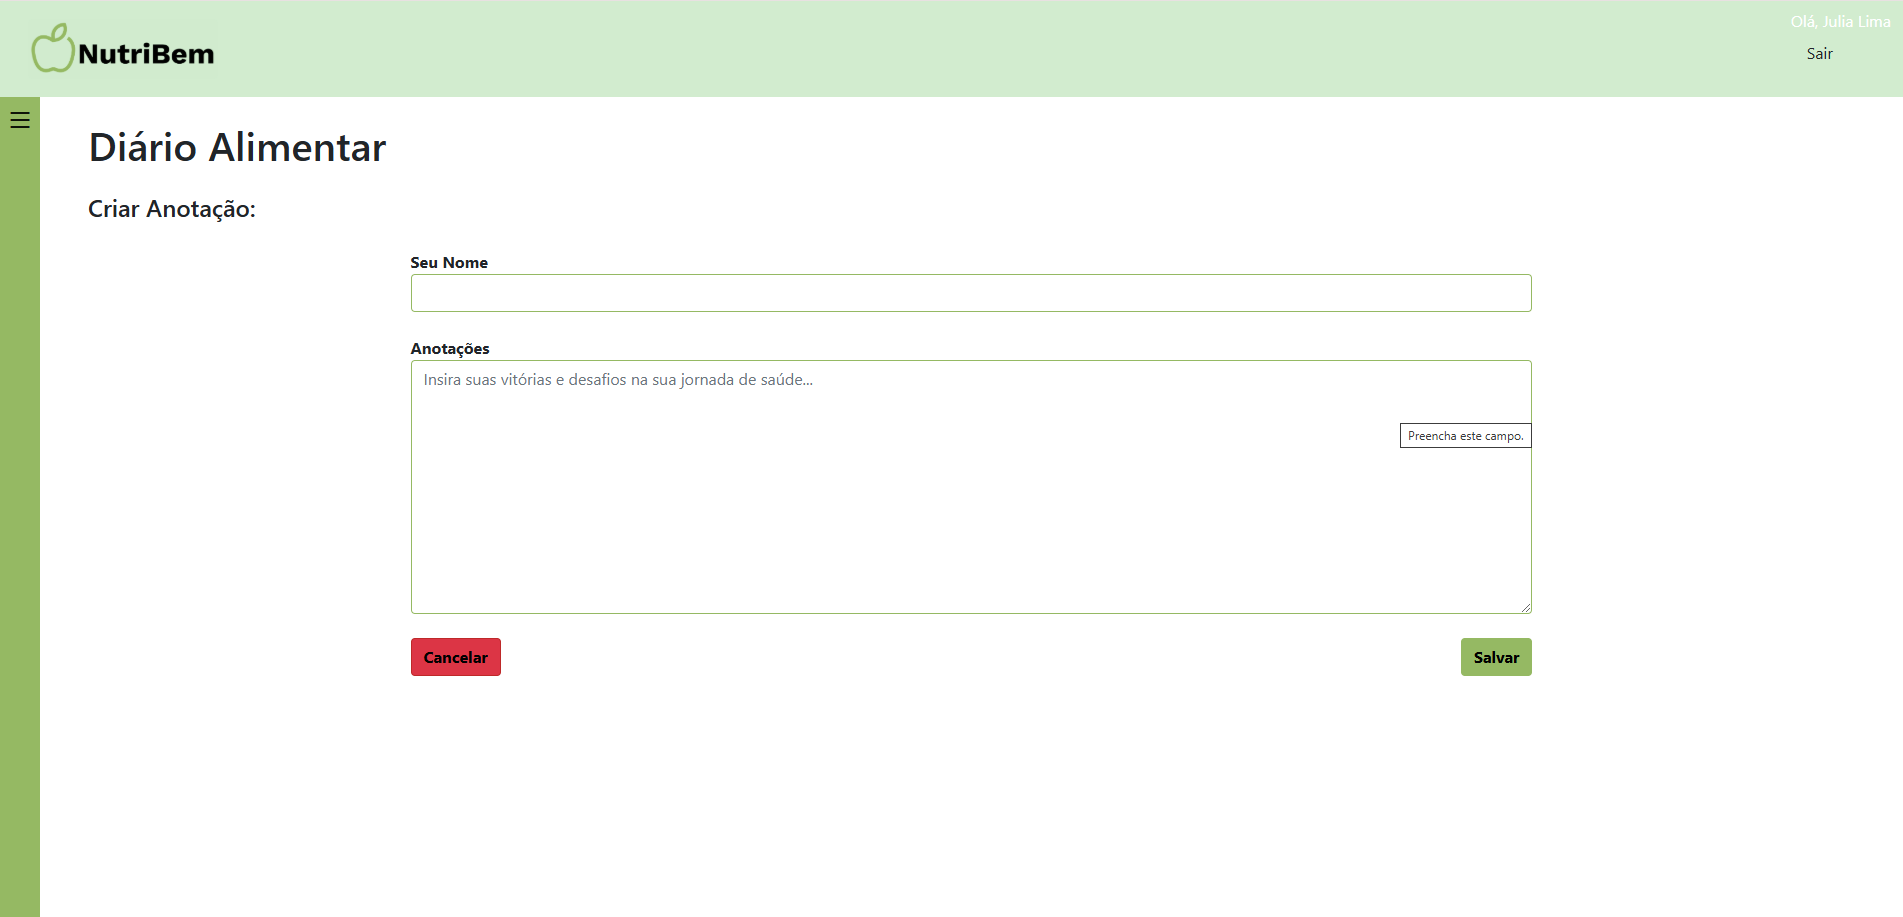 NutriBem
Olá, Julia Lima
Sair
Diário Alimentar
Criar Anotação:
Seu Nome
Anotações
Insira suas vitórias e desafios na sua jornada de saúde...
Preencha este campo.
Cancelar
Salvar